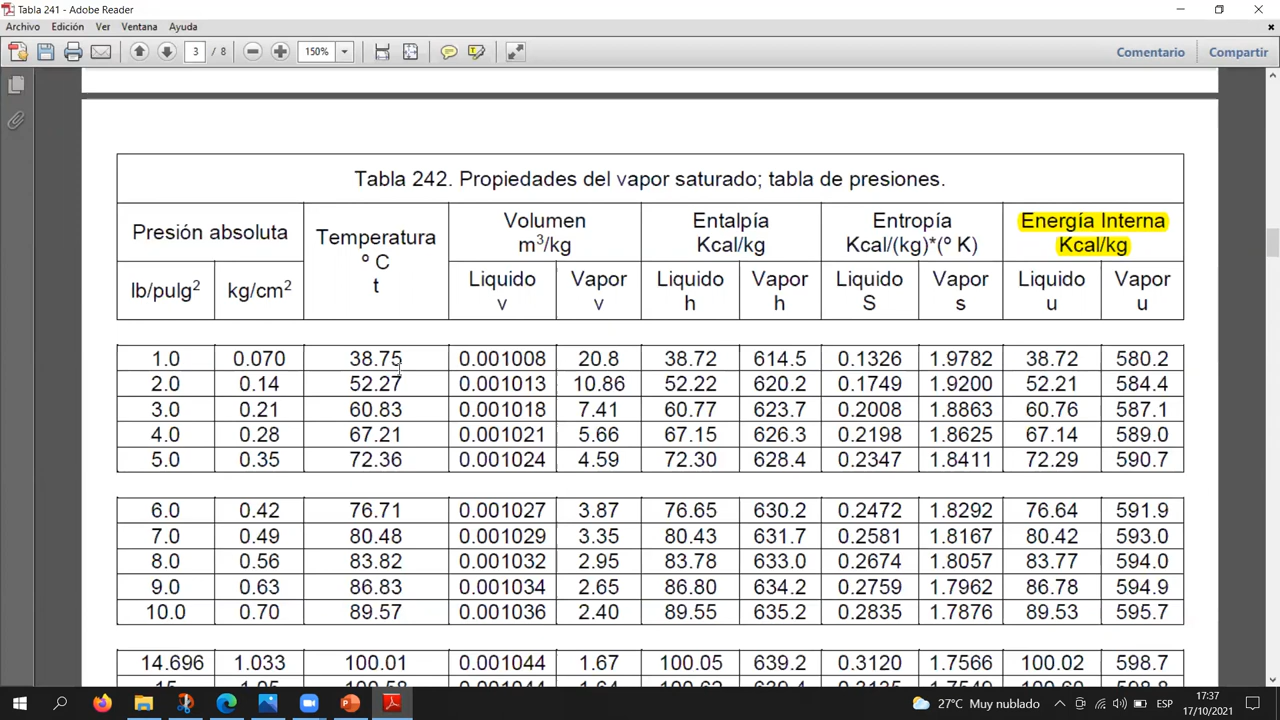 Tabla 241 - Adobe Reader
Archivo Edición Ver Ventana Ayuda
3 / 8 150% Comentario Compartir
Tabla 242. Propiedades del vapor saturado; tabla de presiones.
Presión absoluta Temperatura º C t Volumen m³/kg Entalpía Kcal/kg Entropía Kcal/(kg)*(º K) Energía Interna Kcal/kg
lb/pulg² kg/cm² Liquido v Vapor v Liquido h Vapor h Liquido S Vapor s Liquido u Vapor u
1.0 0.070 38.75 0.001008 20.8 38.72 614.5 0.1326 1.9782 38.72 580.2
2.0 0.14 52.27 0.001013 10.86 52.22 620.2 0.1749 1.9200 52.21 584.4
3.0 0.21 60.83 0.001018 7.41 60.77 623.7 0.2008 1.8863 60.76 587.1
4.0 0.28 67.21 0.001021 5.66 67.15 626.3 0.2198 1.8625 67.14 589.0
5.0 0.35 72.36 0.001024 4.59 72.30 628.4 0.2347 1.8411 72.29 590.7
6.0 0.42 76.71 0.001027 3.87 76.65 630.2 0.2472 1.8292 76.64 591.9
7.0 0.49 80.48 0.001029 3.35 80.43 631.7 0.2581 1.8167 80.42 593.0
8.0 0.56 83.82 0.001032 2.95 83.78 633.0 0.2674 1.8057 83.77 594.0
9.0 0.63 86.83 0.001034 2.65 86.80 634.2 0.2759 1.7962 86.78 594.9
10.0 0.70 89.57 0.001036 2.40 89.55 635.2 0.2835 1.7876 89.53 595.7
14.696 1.033 100.01 0.001044 1.67 100.05 639.2 0.3120 1.7566 100.02 598.7
27°C Muy nublado ESP 17:37
17/10/2021